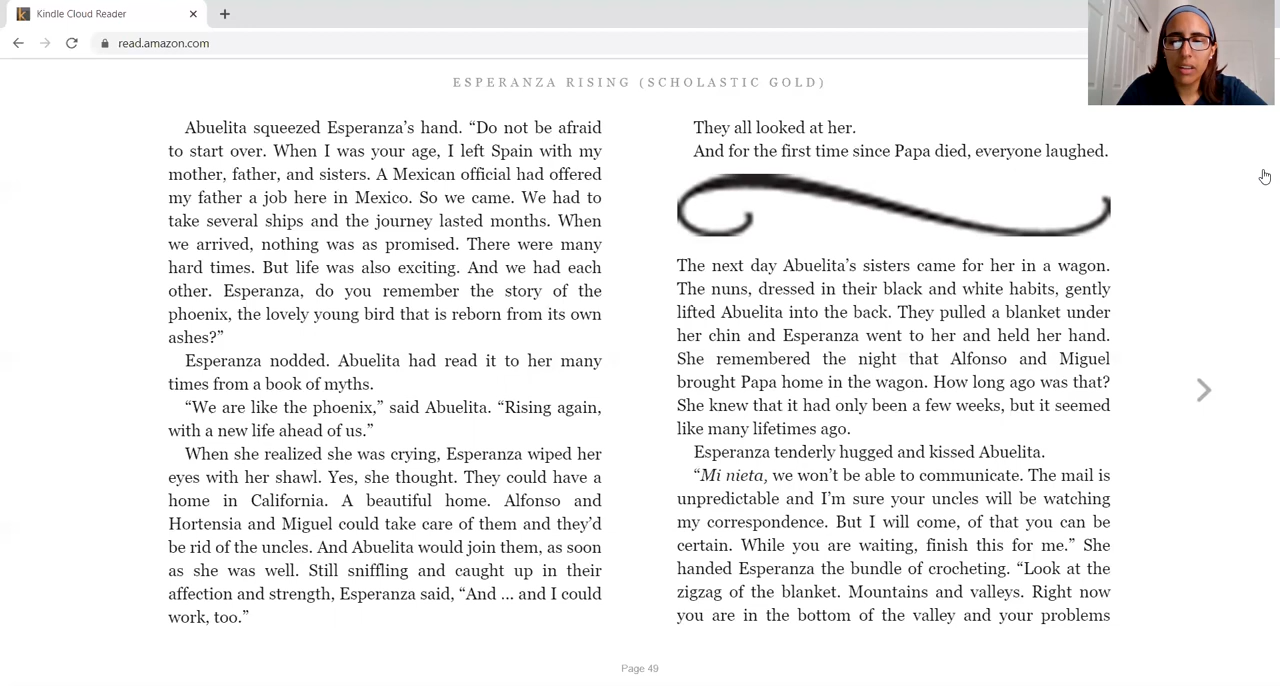 Kindle Cloud Reader
read.amazon.com
ESPERANZA RISING (SCHOLASTIC GOLD)
Abuelita squeezed Esperanza’s hand. “Do not be afraid
to start over. When I was your age, I left Spain with my
mother, father, and sisters. A Mexican official had offered
my father a job here in Mexico. So we came. We had to
take several ships and the journey lasted months. When
we arrived, nothing was as promised. There were many
hard times. But life was also exciting. And we had each
other. Esperanza, do you remember the story of the
phoenix, the lovely young bird that is reborn from its own
ashes?”
Esperanza nodded. Abuelita had read it to her many
times from a book of myths.
“We are like the phoenix,” said Abuelita. “Rising again,
with a new life ahead of us.”
When she realized she was crying, Esperanza wiped her
eyes with her shawl. Yes, she thought. They could have a
home in California. A beautiful home. Alfonso and
Hortensia and Miguel could take care of them and they’d
be rid of the uncles. And Abuelita would join them, as soon
as she was well. Still sniffling and caught up in their
affection and strength, Esperanza said, “And ... and I could
work, too.”
They all looked at her.
And for the first time since Papa died, everyone laughed.
The next day Abuelita’s sisters came for her in a wagon.
The nuns, dressed in their black and white habits, gently
lifted Abuelita into the back. They pulled a blanket under
her chin and Esperanza went to her and held her hand.
She remembered the night that Alfonso and Miguel
brought Papa home in the wagon. How long ago was that?
She knew that it had only been a few weeks, but it seemed
like many lifetimes ago.
Esperanza tenderly hugged and kissed Abuelita.
“Mi nieta, we won’t be able to communicate. The mail is
unpredictable and I’m sure your uncles will be watching
my correspondence. But I will come, of that you can be
certain. While you are waiting, finish this for me.” She
handed Esperanza the bundle of crocheting. “Look at the
zigzag of the blanket. Mountains and valleys. Right now
you are in the bottom of the valley and your problems
Page 49